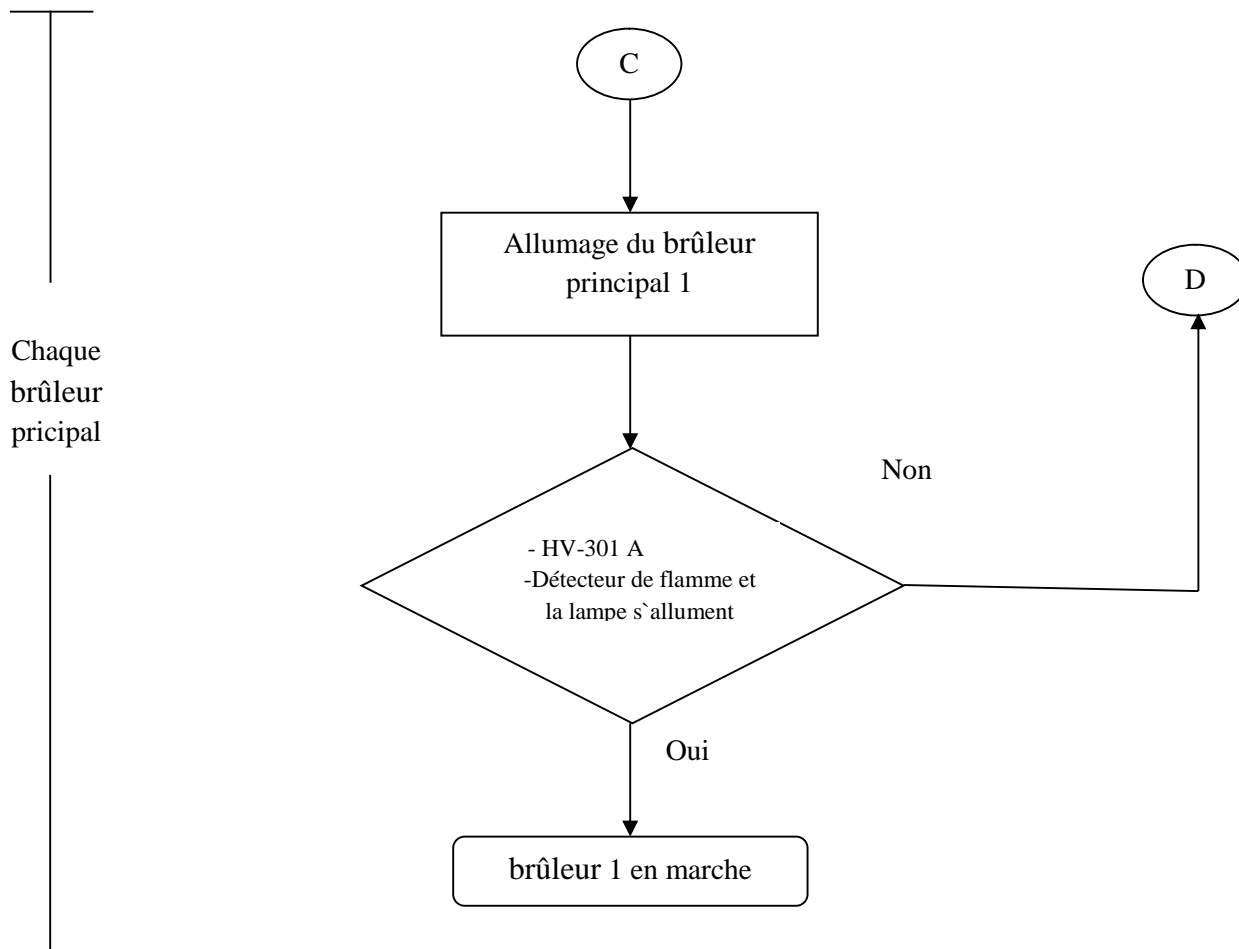 C
Allumage du brûleur
principal 1
D
Chaque
brûleur
pricipal
Non
- HV-301 A
-Détecteur de flamme et
la lampe s`allument
Oui
brûleur 1 en marche